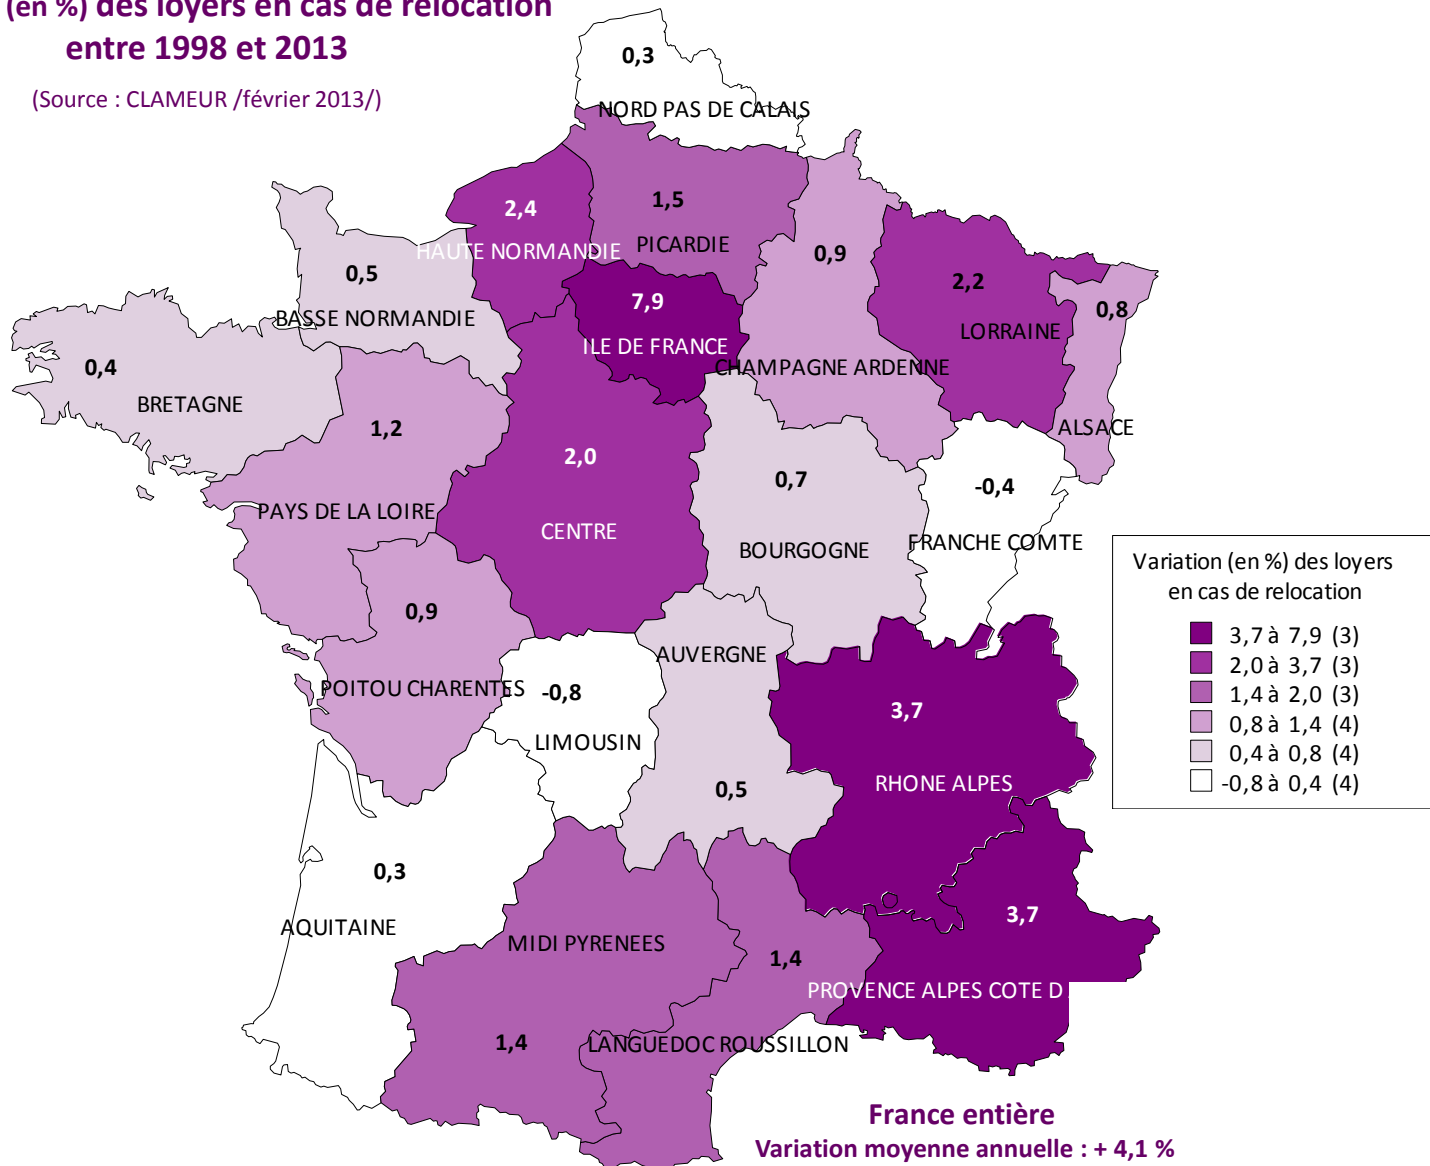 (en %) des loyers en cas de relocation
entre 1998 et 2013
(Source : CLAMEUR /février 2013/)
0,3
NORD PAS DE CALAIS
2,4
HAUTE NORMANDIE
1,5
PICARDIE
0,9
CHAMPAGNE ARDENNE
2,2
LORRAINE
0,8
ALSACE
0,5
BASSE NORMANDIE
7,9
ILE DE FRANCE
0,4
BRETAGNE
1,2
PAYS DE LA LOIRE
2,0
CENTRE
0,7
BOURGOGNE
-0,4
FRANCHE COMTE
0,9
POITOU CHARENTES
-0,8
LIMOUSIN
AUVERGNE
0,5
3,7
RHONE ALPES
0,3
AQUITAINE
MIDI PYRENEES
1,4
1,4
LANGUEDOC ROUSSILLON
3,7
PROVENCE ALPES COTE D
Variation (en %) des loyers
en cas de relocation
3,7 à 7,9 (3)
2,0 à 3,7 (3)
1,4 à 2,0 (3)
0,8 à 1,4 (4)
0,4 à 0,8 (4)
-0,8 à 0,4 (4)
France entière
Variation moyenne annuelle : + 4,1 %